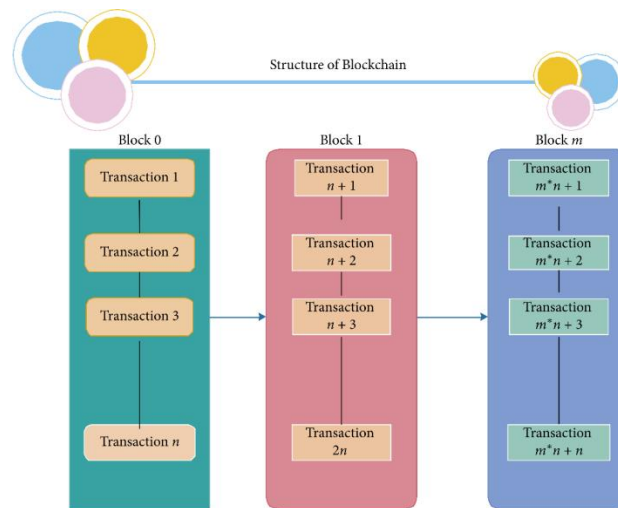 Structure of Blockchain
Block 0
Transaction 1
Transaction 2
Transaction 3
Transaction n
Block 1
Transaction
n + 1
Transaction
n + 2
Transaction
n + 3
Transaction
2n
Block m
Transaction
m*n + 1
Transaction
m*n + 2
Transaction
m*n + 3
Transaction
m*n + n